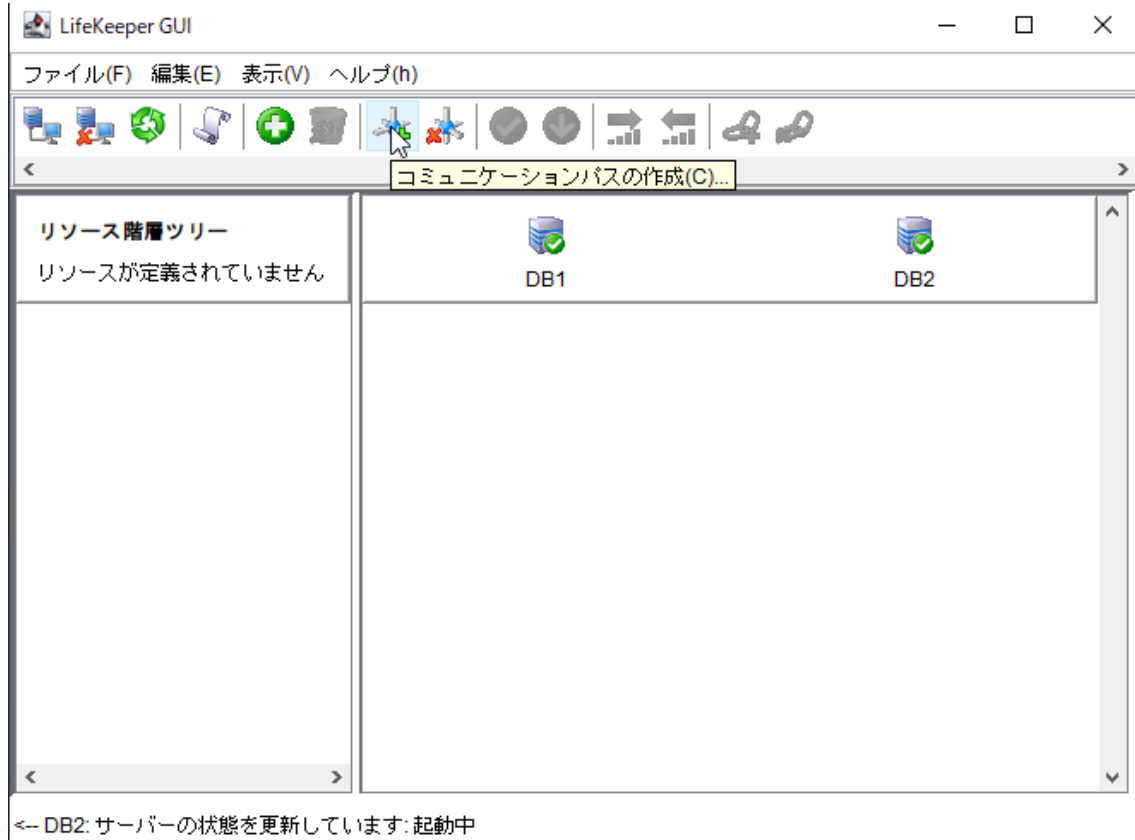 LifeKeeper GUI
ファイル(F) 編集(E) 表示(V) ヘルプ(h)
コミュニケーションパスの作成(C)...
リソース階層ツリー
リソースが定義されていません
DB1
DB2
<-- DB2: サーバーの状態を更新しています: 起動中